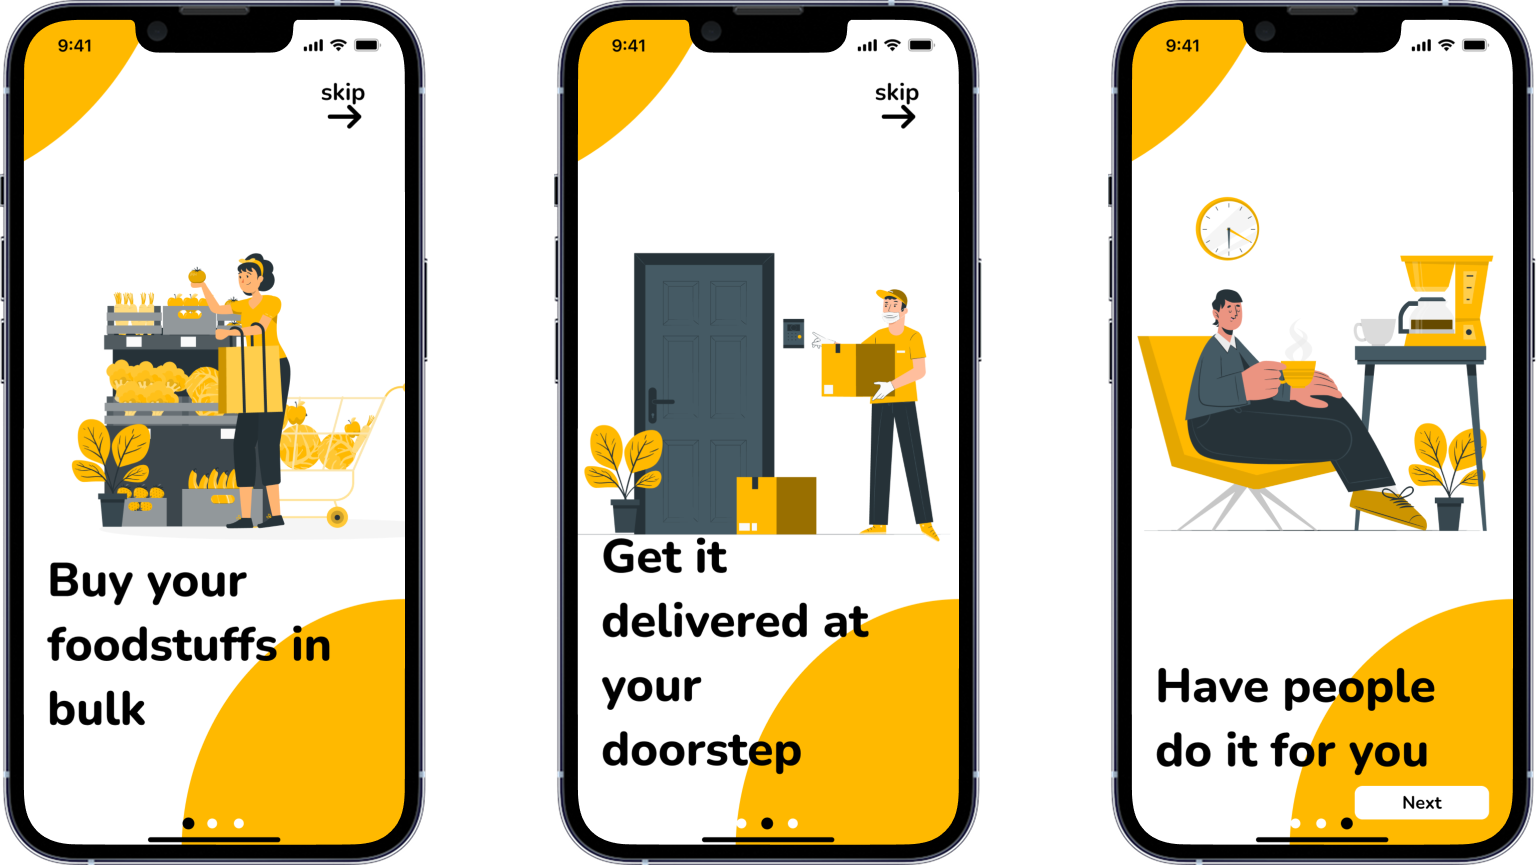 9:41
skip
Buy your
foodstuffs in
bulk
9:41
skip
Get it
delivered at
your
doorstep
9:41
Have people
do it for you
Next